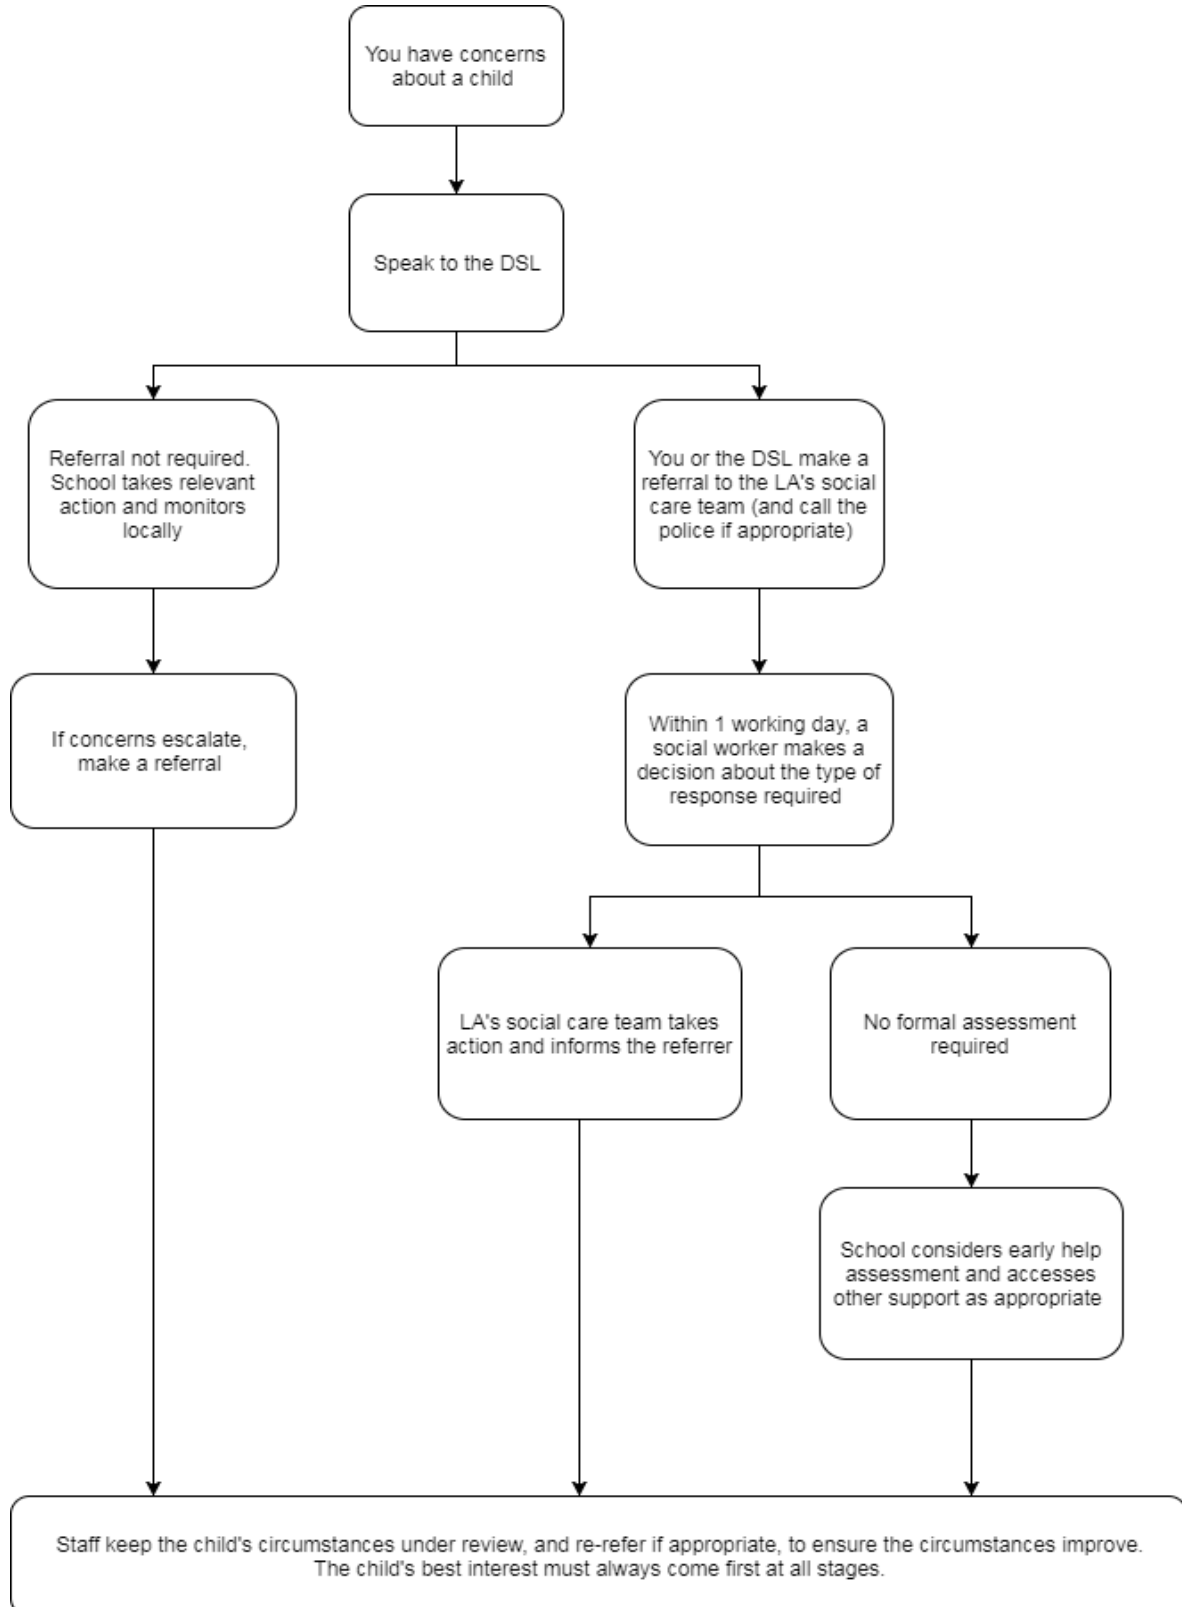 You have concerns
about a child
Speak to the DSL
Referral not required.
School takes relevant
action and monitors
locally
You or the DSL make a
referral to the LA's social
care team (and call the
police if appropriate)
If concerns escalate,
make a referral
Within 1 working day, a
social worker makes a
decision about the type of
response required
LA's social care team takes
action and informs the referrer
No formal assessment
required
School considers early help
assessment and accesses
other support as appropriate
Staff keep the child's circumstances under review, and re-refer if appropriate, to ensure the circumstances improve.
The child's best interest must always come first at all stages.